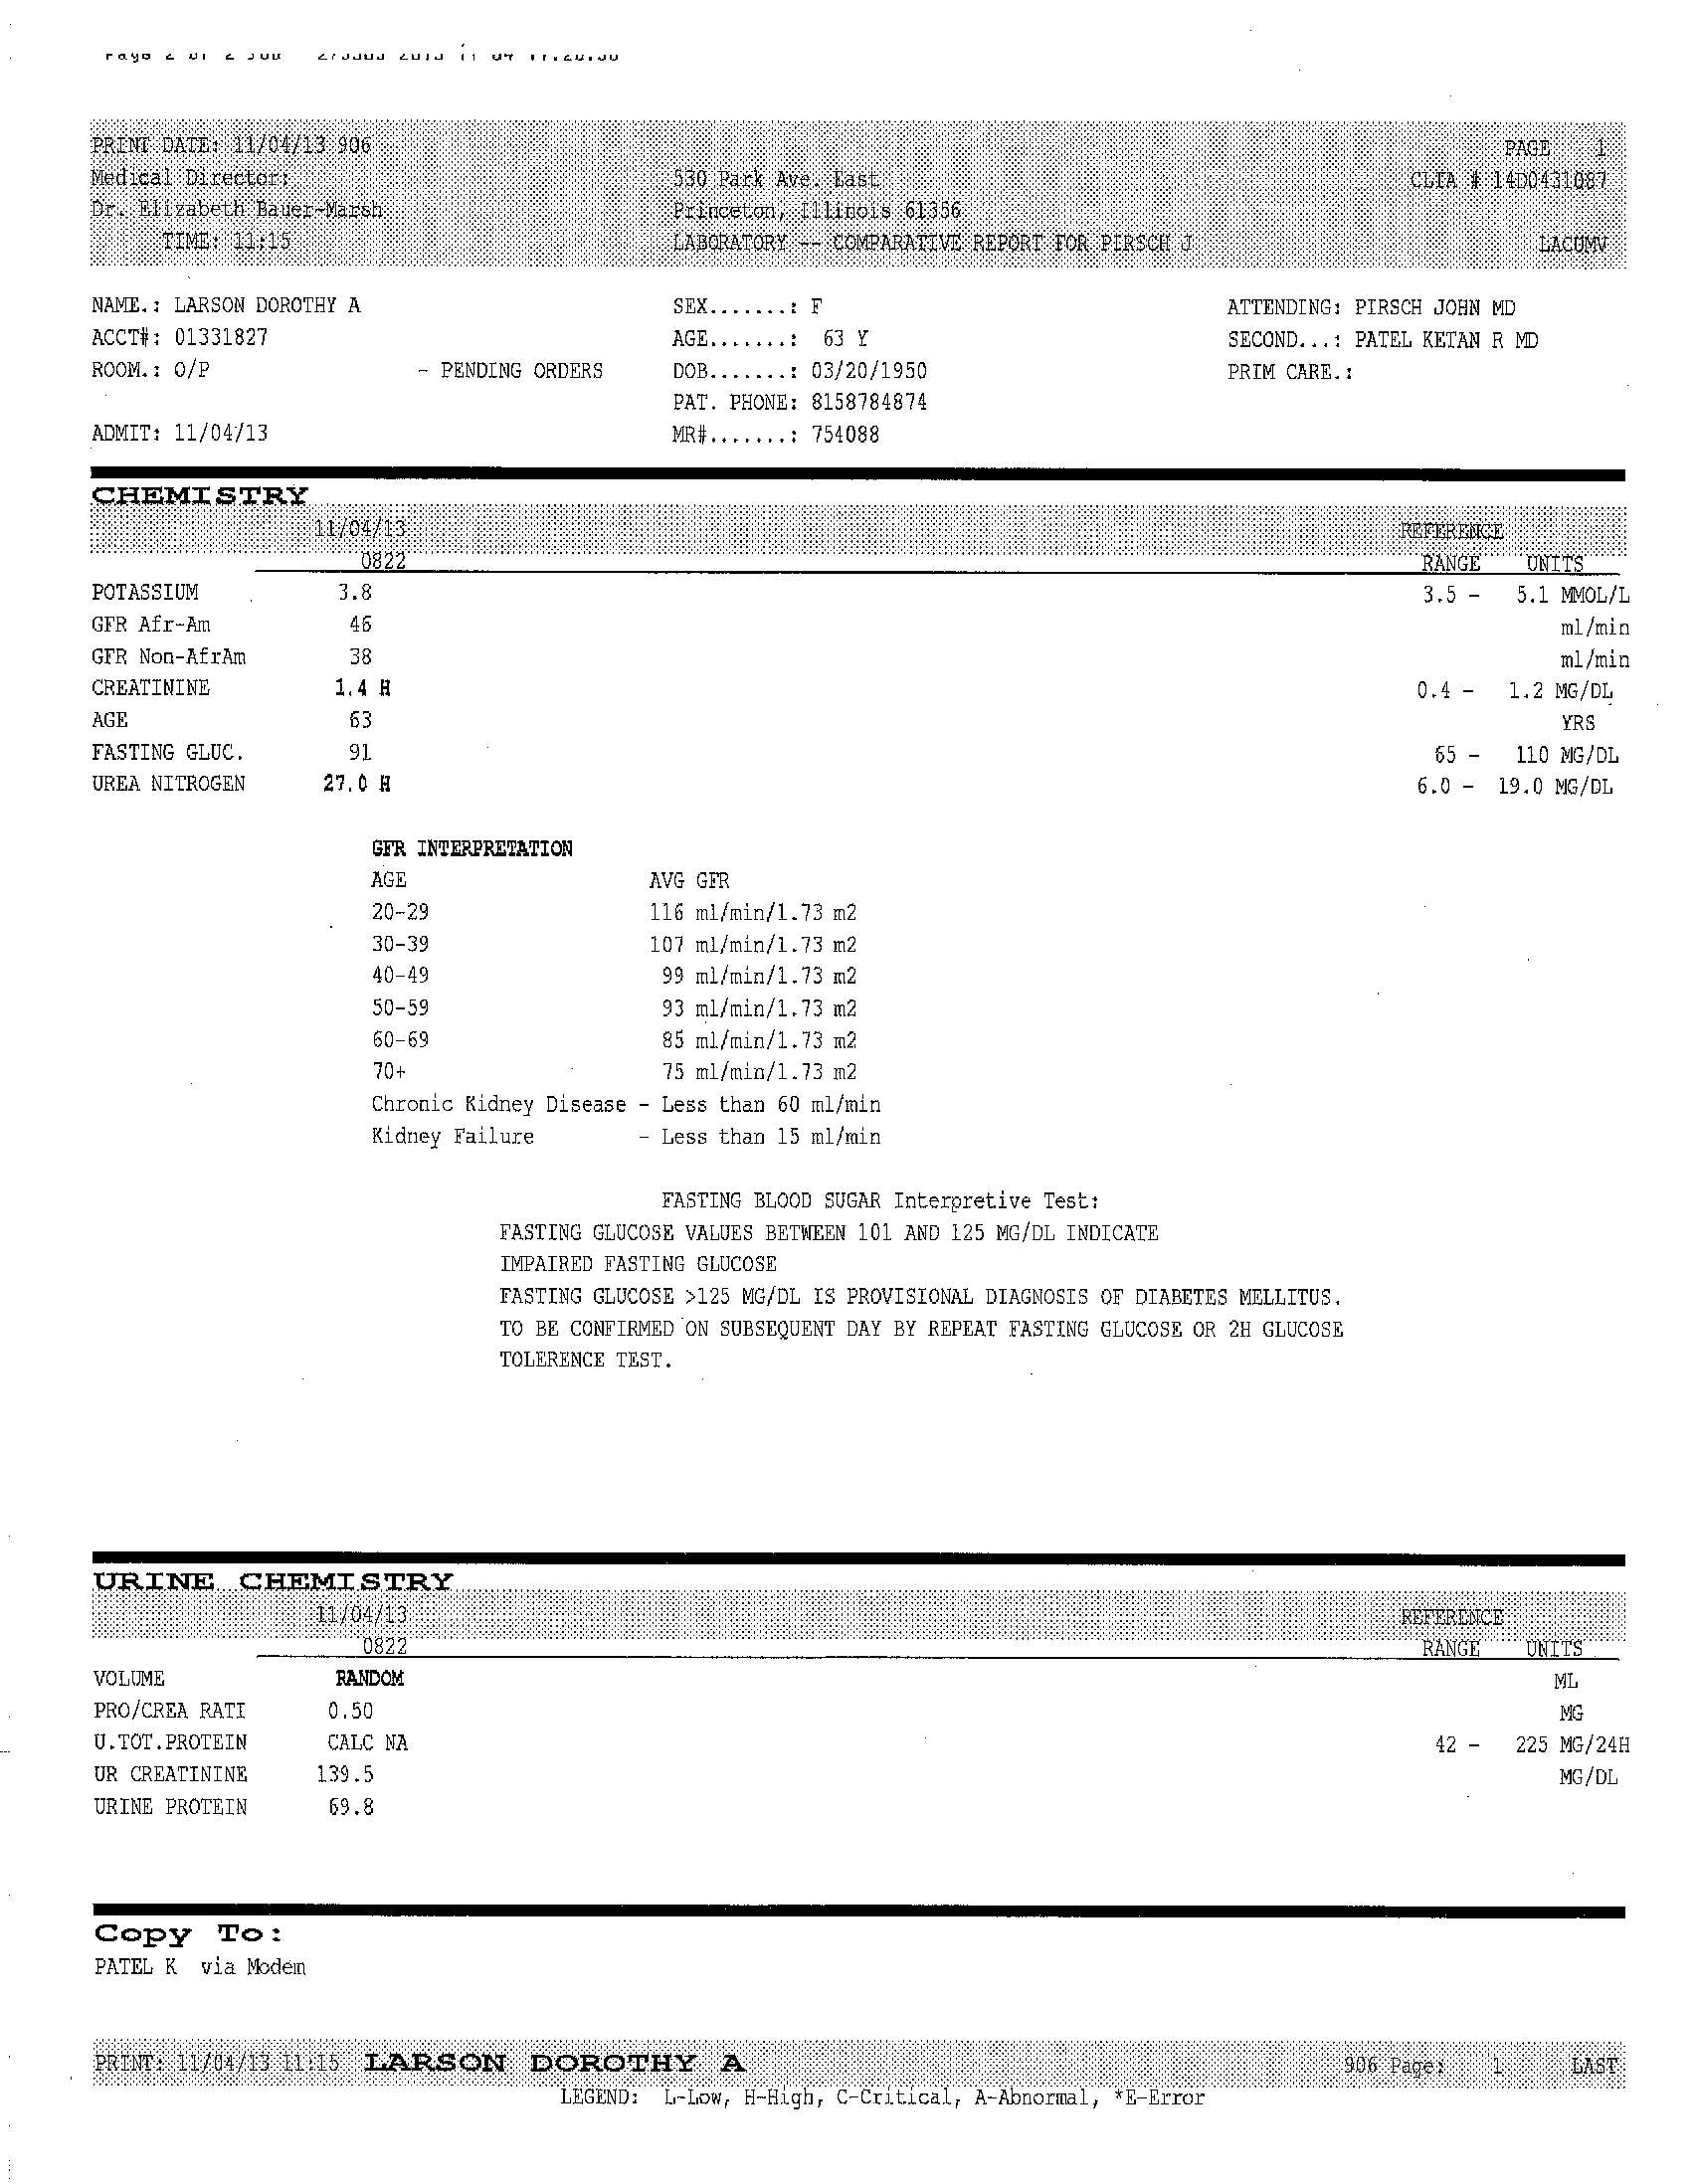 Page 2 of 2 Job 2013 11 04
PRINT DATE: 11/04/13 906 PAGE 1
Medical Director: 530 Park Ave. East CLIA # 14D0431087
Dr. Elizabeth Bauer-Marsh Princeton, Illinois 61356
TIME: 11:15 LABORATORY -- COMPARATIVE REPORT FOR PIRSCH J LACUMV
NAME.: LARSON DOROTHY A SEX.......: F ATTENDING: PIRSCH JOHN MD
ACCT#: 01331827 AGE.......: 63 Y SECOND...: PATEL KETAN R MD
ROOM.: O/P - PENDING ORDERS DOB.......: 03/20/1950 PRIM CARE.:
PAT. PHONE: 8158784874
ADMIT: 11/04/13 MR#.......: 754088
CHEMISTRY
11/04/13 REFERENCE
0822 RANGE UNITS
POTASSIUM 3.8 3.5 - 5.1 MMOL/L
GFR Afr-Am 46 ml/min
GFR Non-AfrAm 38 ml/min
CREATININE 1.4 H 0.4 - 1.2 MG/DL
AGE 63 YRS
FASTING GLUC. 91 65 - 110 MG/DL
UREA NITROGEN 27.0 H 6.0 - 19.0 MG/DL
GFR INTERPRETATION
AGE AVG GFR
20-29 116 ml/min/1.73 m2
30-39 107 ml/min/1.73 m2
40-49 99 ml/min/1.73 m2
50-59 93 ml/min/1.73 m2
60-69 85 ml/min/1.73 m2
70+ 75 ml/min/1.73 m2
Chronic Kidney Disease - Less than 60 ml/min
Kidney Failure - Less than 15 ml/min
FASTING BLOOD SUGAR Interpretive Test:
FASTING GLUCOSE VALUES BETWEEN 101 AND 125 MG/DL INDICATE
IMPAIRED FASTING GLUCOSE
FASTING GLUCOSE >125 MG/DL IS PROVISIONAL DIAGNOSIS OF DIABETES MELLITUS.
TO BE CONFIRMED ON SUBSEQUENT DAY BY REPEAT FASTING GLUCOSE OR 2H GLUCOSE
TOLERENCE TEST.
URINE CHEMISTRY
11/04/13 REFERENCE
0822 RANGE UNITS
VOLUME RANDOM ML
PRO/CREA RATI 0.50 MG
U.TOT.PROTEIN CALC NA 42 - 225 MG/24H
UR CREATININE 139.5 MG/DL
URINE PROTEIN 69.8
Copy To:
PATEL K via Modem
PRINT: 11/04/13 11:15 LARSON DOROTHY A 906 Page: 1 LAST
LEGEND: L-Low, H-High, C-Critical, A-Abnormal, *E-Error